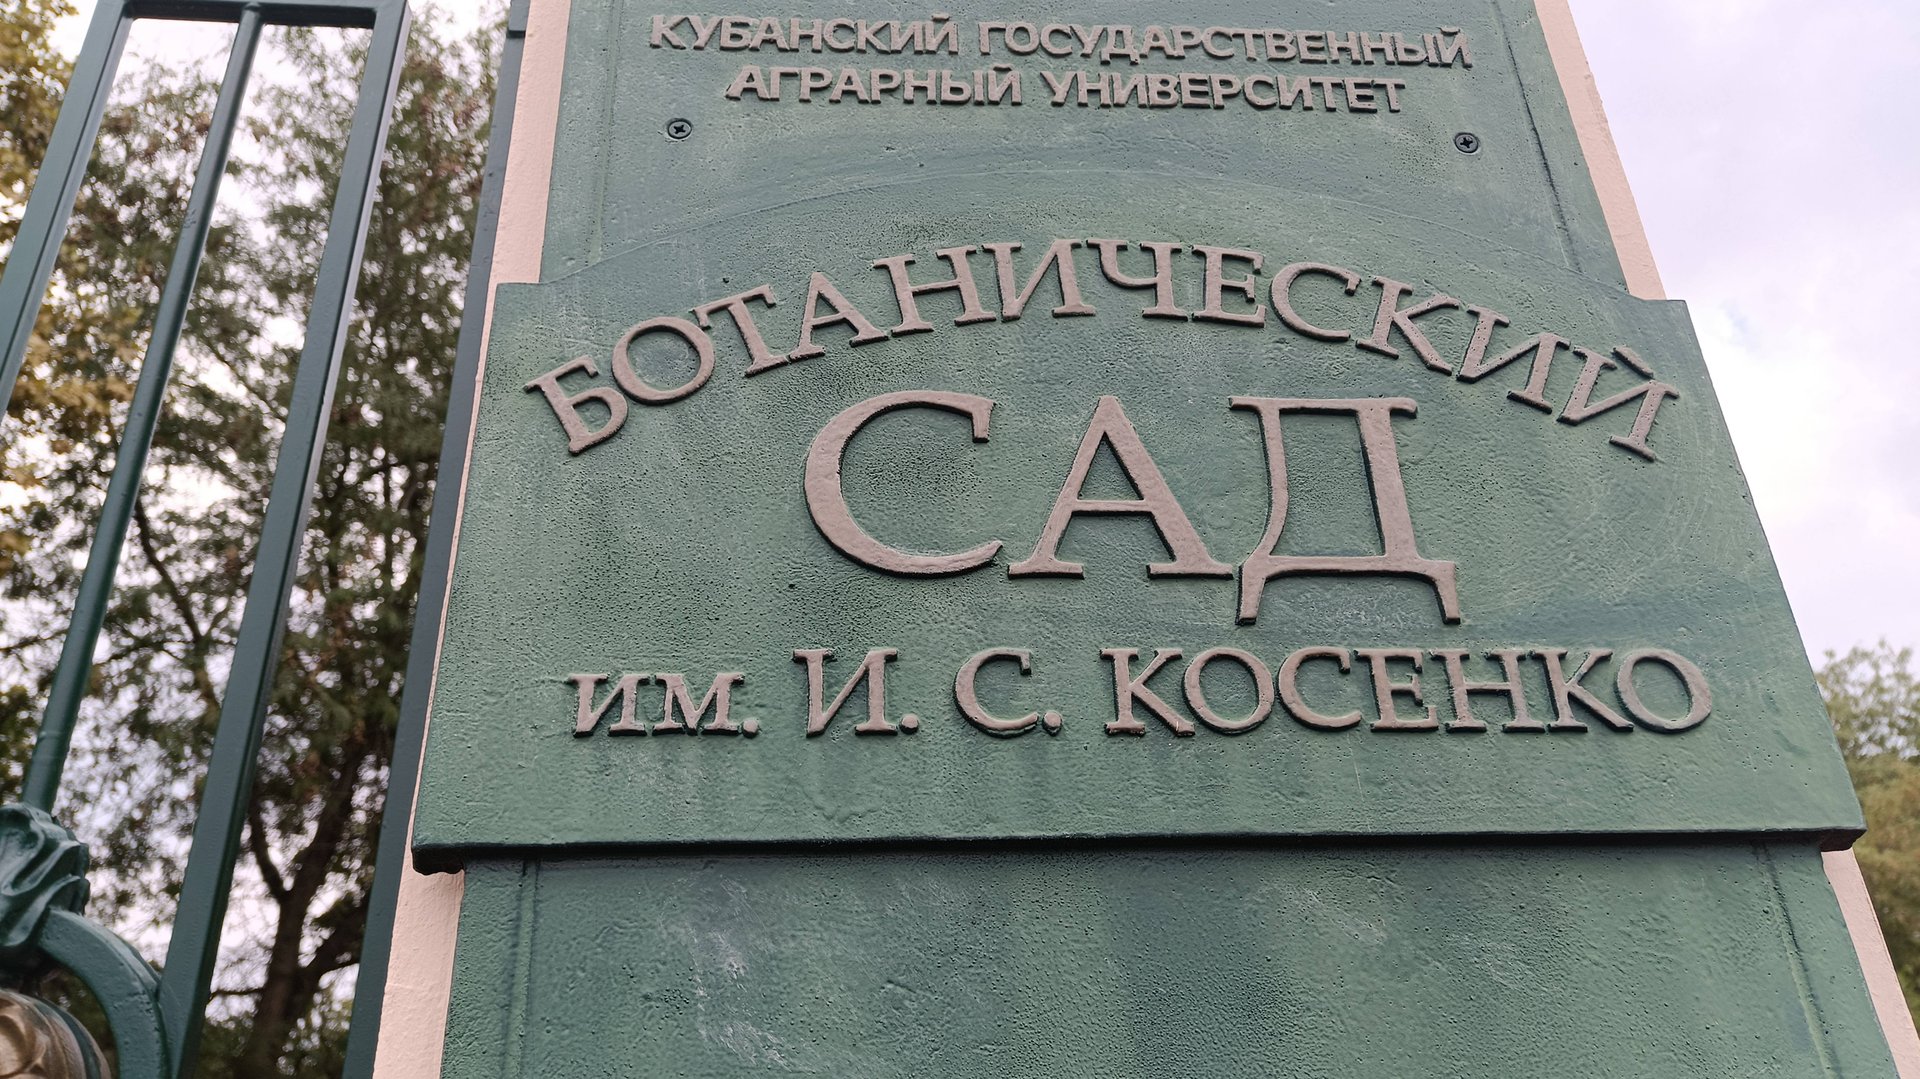 КУБАНСКИЙ ГОСУДАРСТВЕННЫЙ
АГРАРНЫЙ УНИВЕРСИТЕТ
БОТАНИЧЕСКИЙ
САД
им. И. С. КОСЕНКО